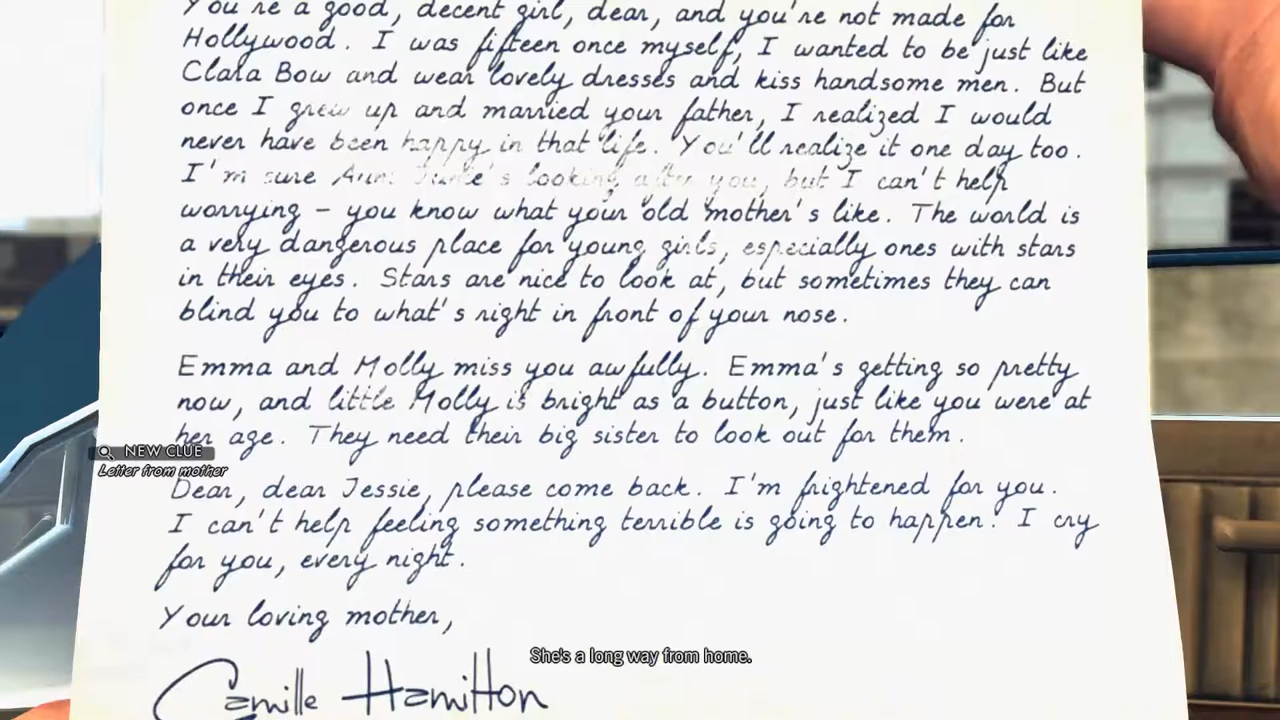 You're a good, decent girl, dear, and you're not made for
Hollywood. I was fifteen once myself, I wanted to be just like
Clara Bow and wear lovely dresses and kiss handsome men. But
once I grew up and married your father, I realized I would
never have been happy in that life. You'll realize it one day too.
I'm sure looking after you, but I can't help
worrying – you know what your old mother's like. The world is
a very dangerous place for young girls, especially ones with stars
in their eyes. Stars are nice to look at, but sometimes they can
blind you to what's right in front of your nose.
Emma and Molly miss you awfully. Emma's getting so pretty
now, and little Molly is bright as a button, just like you were at
her age. They need their big sister to look out for them.
NEW CLUE
Letter from mother
Dear, dear Jessie, please come back. I'm frightened for you.
I can't help feeling something terrible is going to happen. I cry
for you, every night.
Your loving mother,
She's a long way from home.
Camille Hamilton